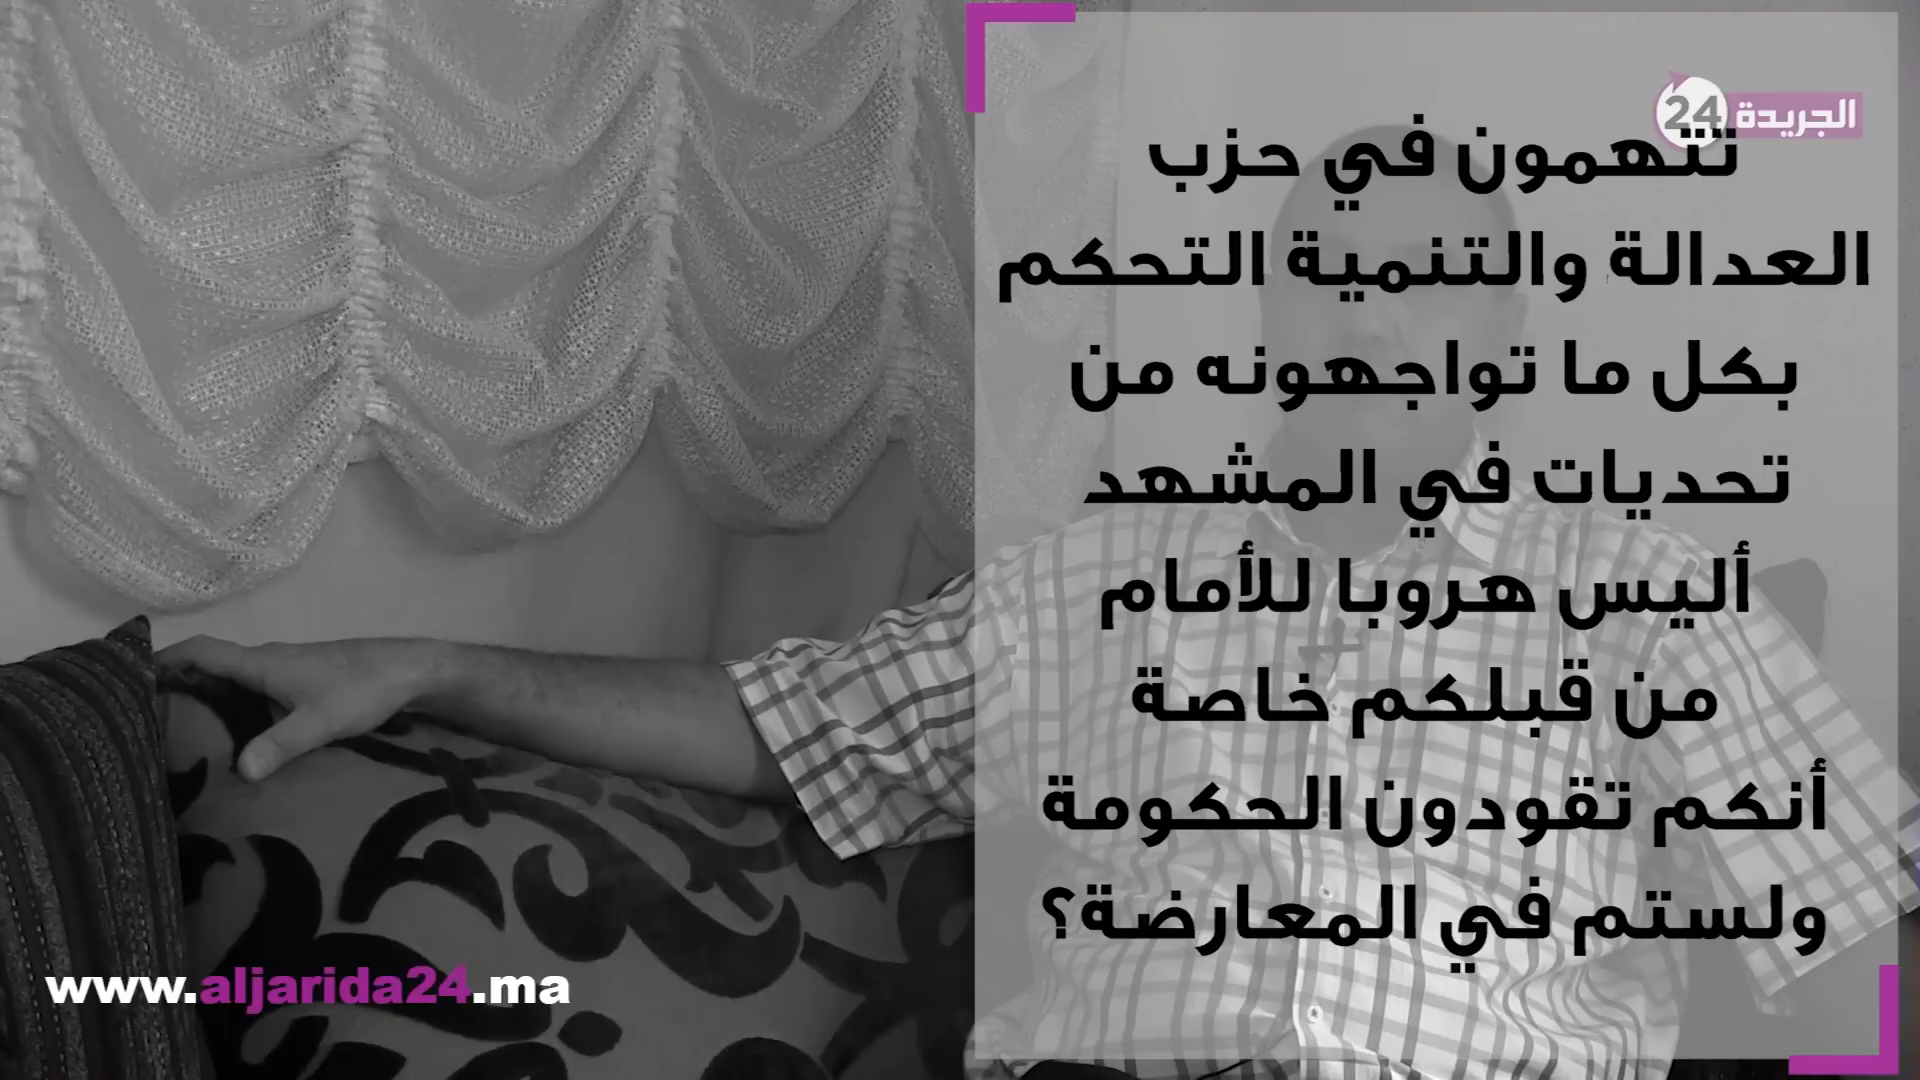 الجريدة 24
تتهمون في حزب
العدالة والتنمية التحكم
بكل ما تواجهونه من
تحديات في المشهد
أليس هروبا للأمام
من قبلكم خاصة
أنكم تقودون الحكومة
ولستم في المعارضة؟
www.aljarida24.ma